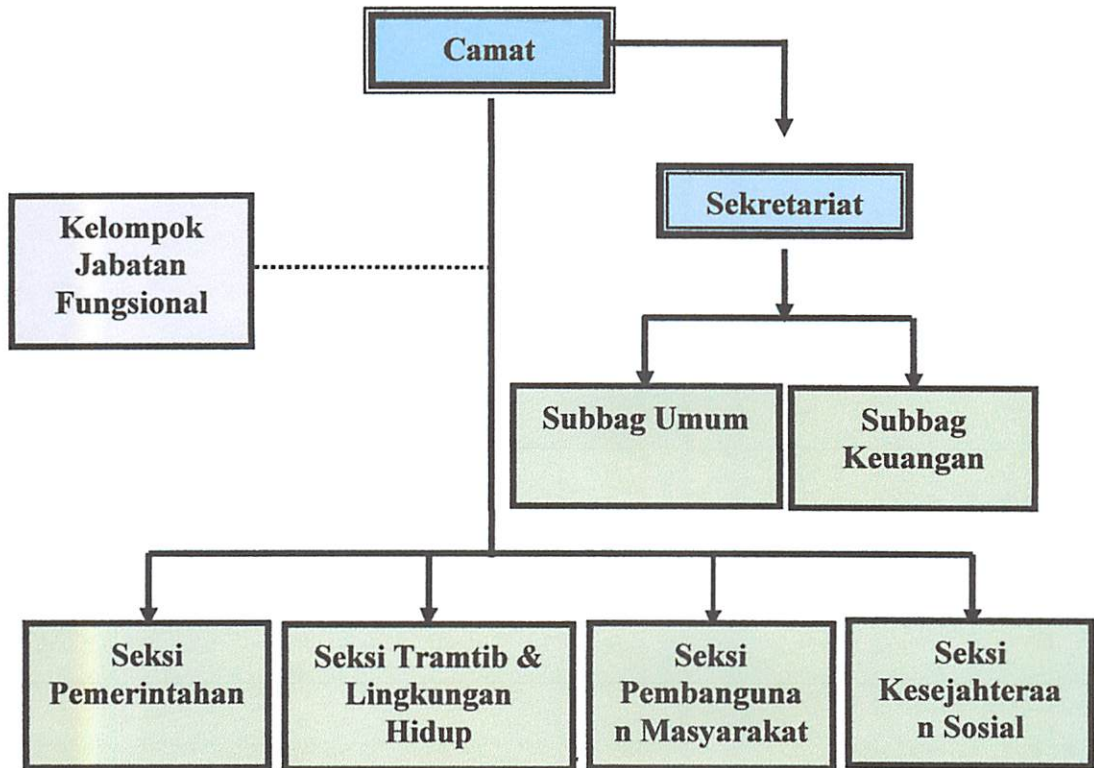 Camat
Sekretariat
Kelompok
Jabatan
Fungsional
Subbag Umum
Subbag
Keuangan
Seksi
Pemerintahan
Seksi Tramtib &
Lingkungan
Hidup
Seksi
Pembanguna
n Masyarakat
Seksi
Kesejahteraa
n Sosial